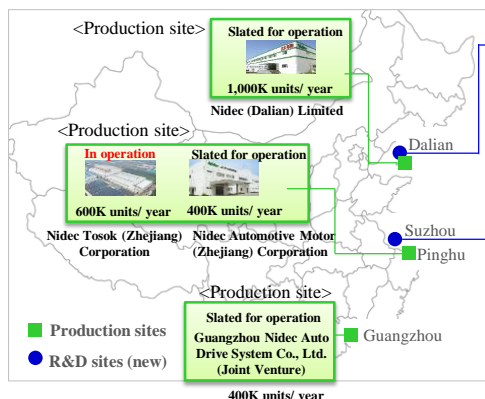 <Production site>
Slated for operation
1,000K units/ year
Nidec (Dalian) Limited
<Production site>
In operation
Slated for operation
600K units/ year
400K units/ year
Nidec Tosok (Zhejiang)
Corporation
Nidec Automotive Motor
(Zhejiang) Corporation
Dalian
Suzhou
Pinghu
<Production site>
Slated for operation
Guangzhou Nidec Auto
Drive System Co., Ltd.
(Joint Venture)
400K units/ year
Guangzhou
Production sites
R&D sites (new)